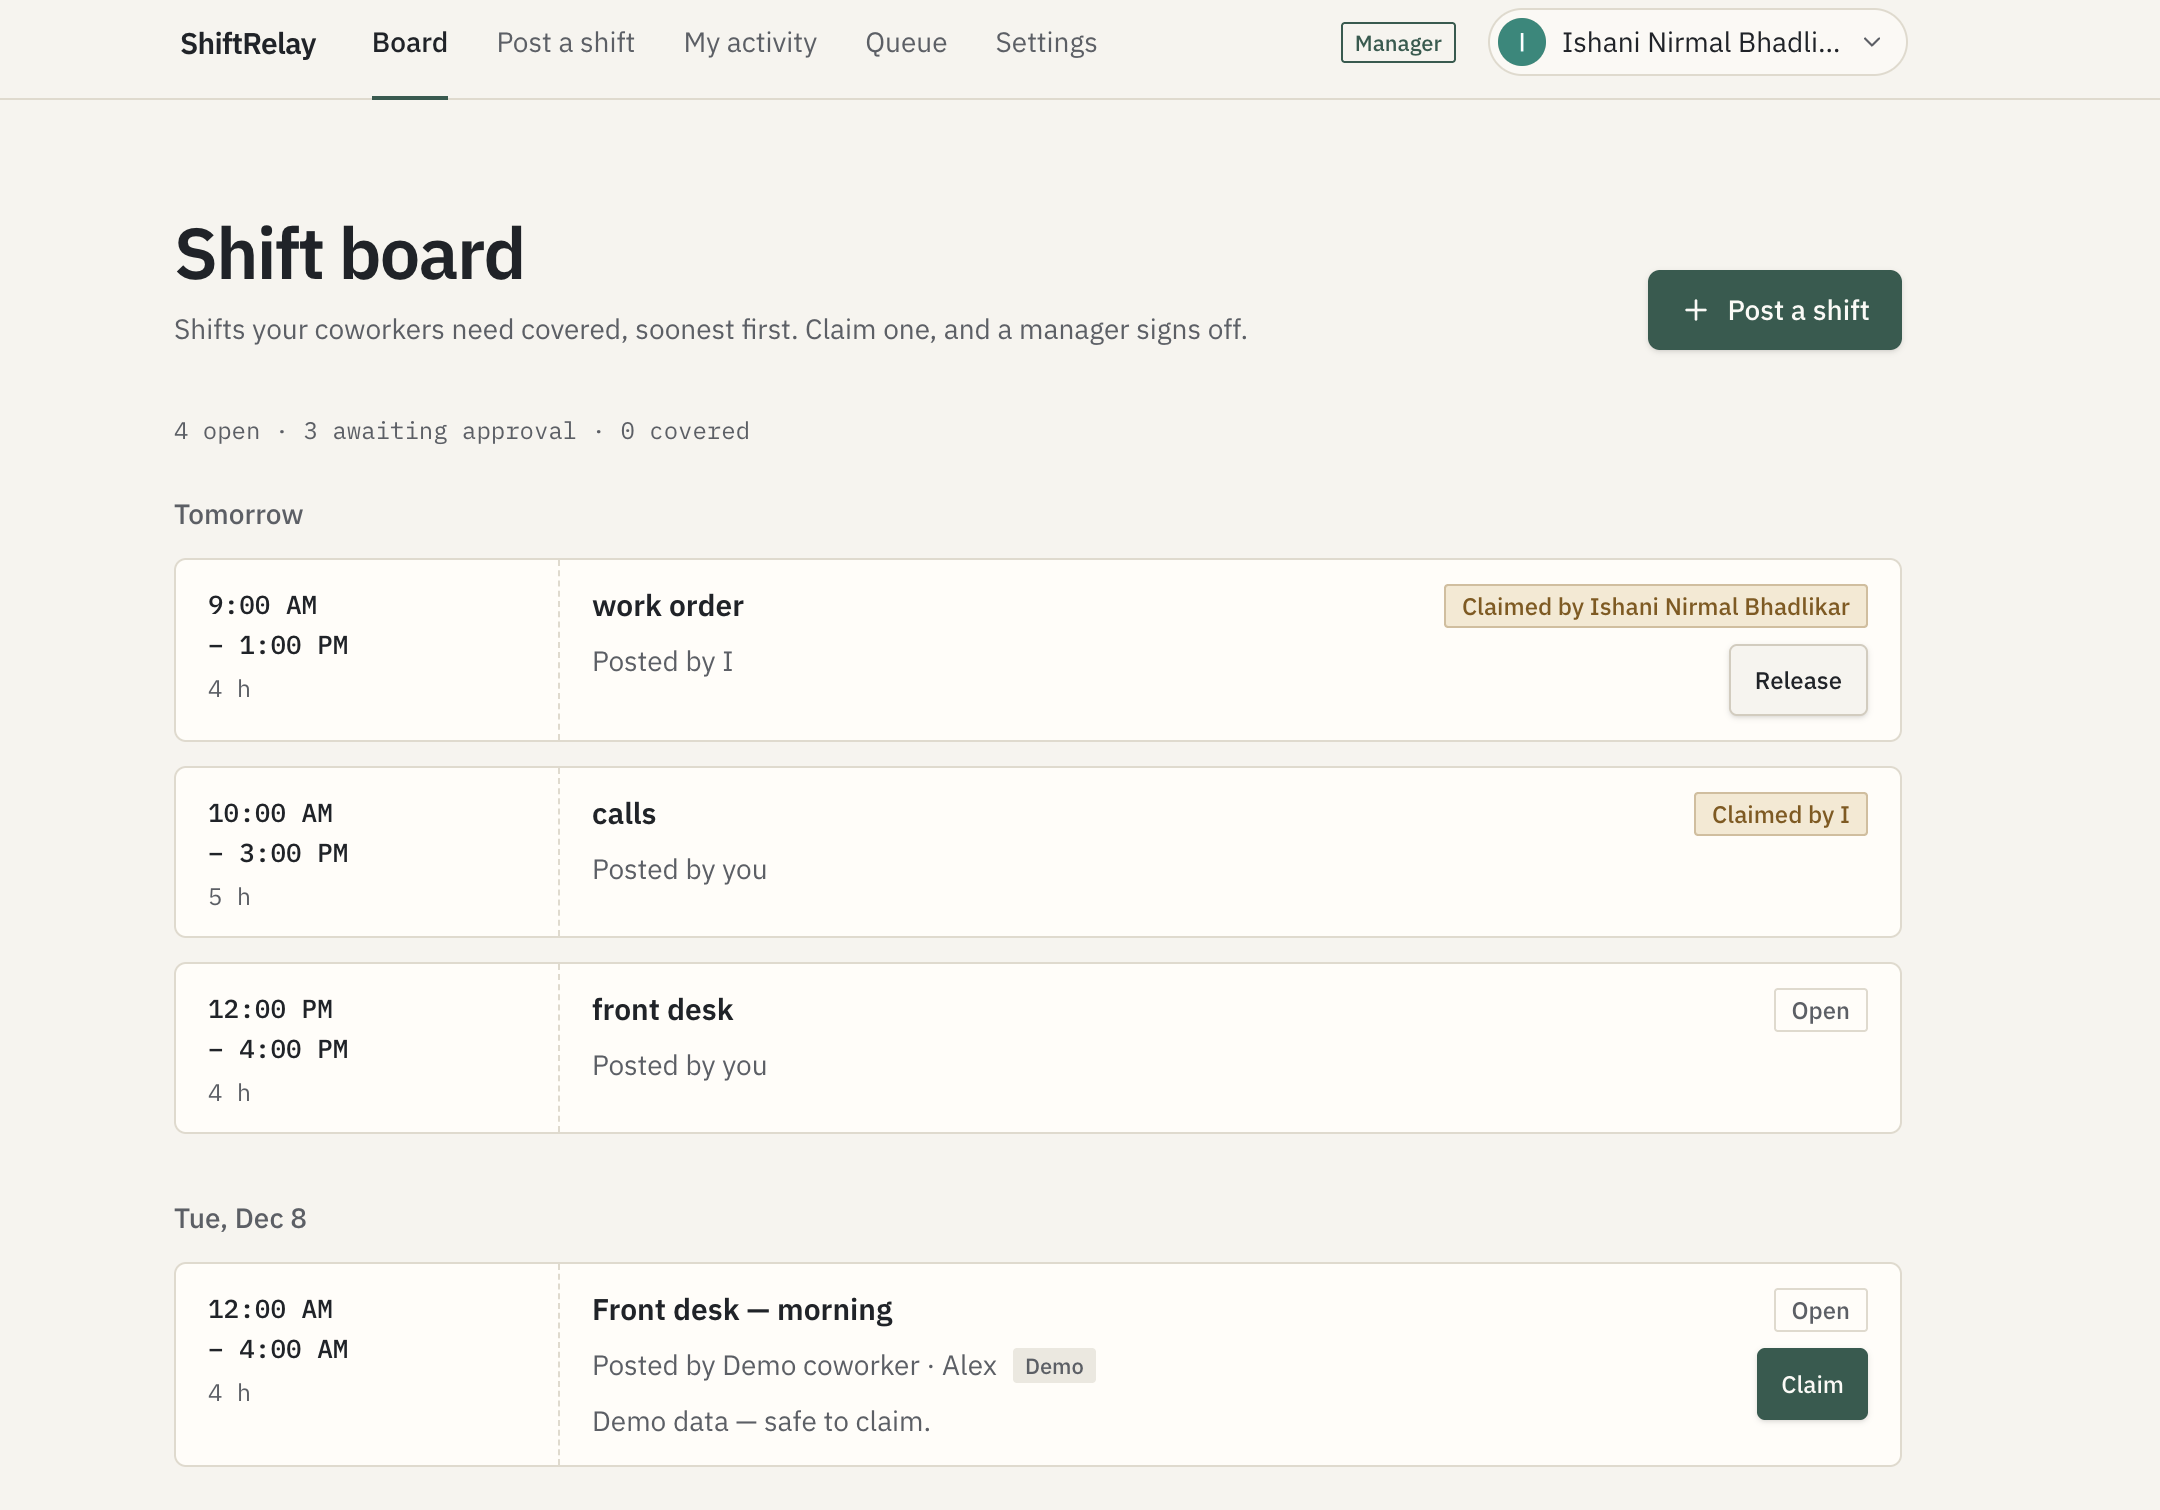 ShiftRelay Board Post a shift My activity Queue Settings Manager I Ishani Nirmal Bhadli...
Shift board
Shifts your coworkers need covered, soonest first. Claim one, and a manager signs off.
+ Post a shift
4 open · 3 awaiting approval · 0 covered
Tomorrow
9:00 AM
– 1:00 PM
4 h
work order
Posted by I
Claimed by Ishani Nirmal Bhadlikar
Release
10:00 AM
– 3:00 PM
5 h
calls
Posted by you
Claimed by I
12:00 PM
– 4:00 PM
4 h
front desk
Posted by you
Open
Tue, Dec 8
12:00 AM
– 4:00 AM
4 h
Front desk — morning
Posted by Demo coworker · Alex Demo
Demo data — safe to claim.
Open
Claim